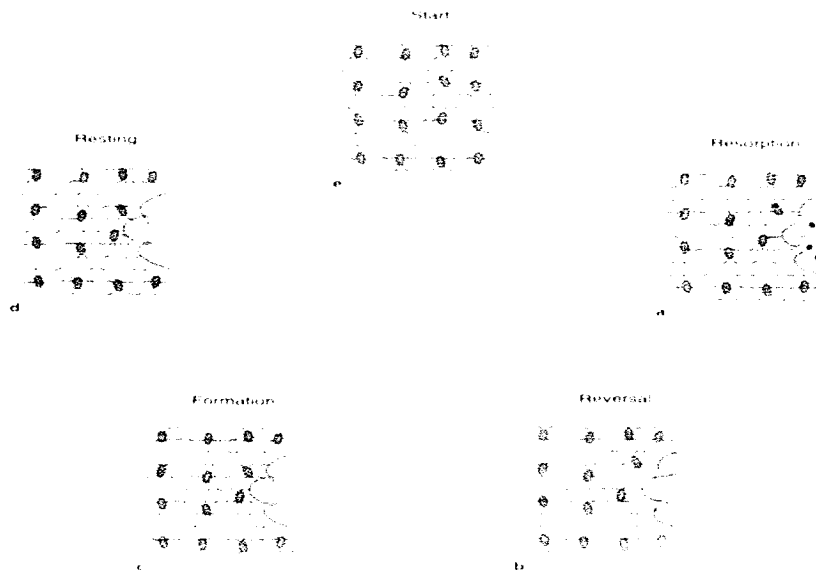 Start
e
Resting
d
Resorption
a
Formation
c
Reversal
b